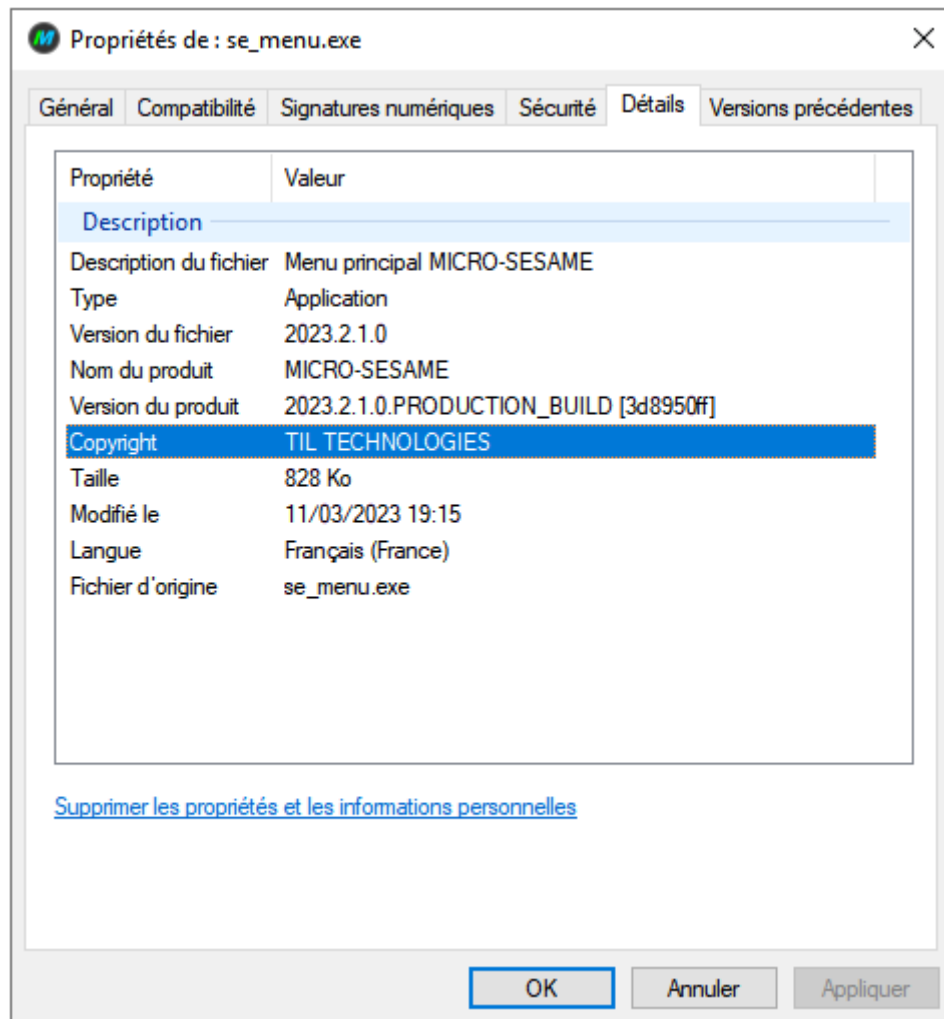 Propriétés de : se_menu.exe
Général Compatibilité Signatures numériques Sécurité Détails Versions précédentes
Propriété Valeur
Description
Description du fichier Menu principal MICRO-SESAME
Type Application
Version du fichier 2023.2.1.0
Nom du produit MICRO-SESAME
Version du produit 2023.2.1.0.PRODUCTION_BUILD [3d8950ff]
Copyright TIL TECHNOLOGIES
Taille 828 Ko
Modifié le 11/03/2023 19:15
Langue Français (France)
Fichier d'origine se_menu.exe
Supprimer les propriétés et les informations personnelles
OK Annuler Appliquer